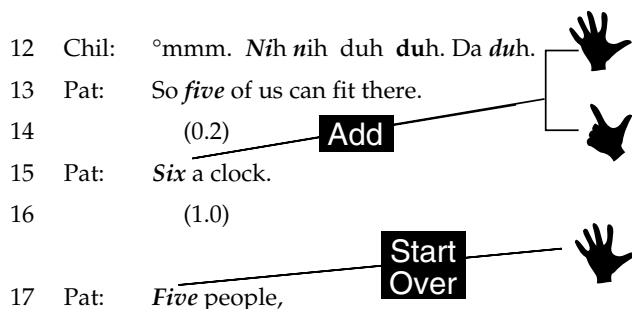 12 Chil: °mmm. Nih nih duh duh. Da duh.
13 Pat: So five of us can fit there.
14 (0.2)
Add
15 Pat: Six a clock.
16 (1.0)
Start
Over
17 Pat: Five people,